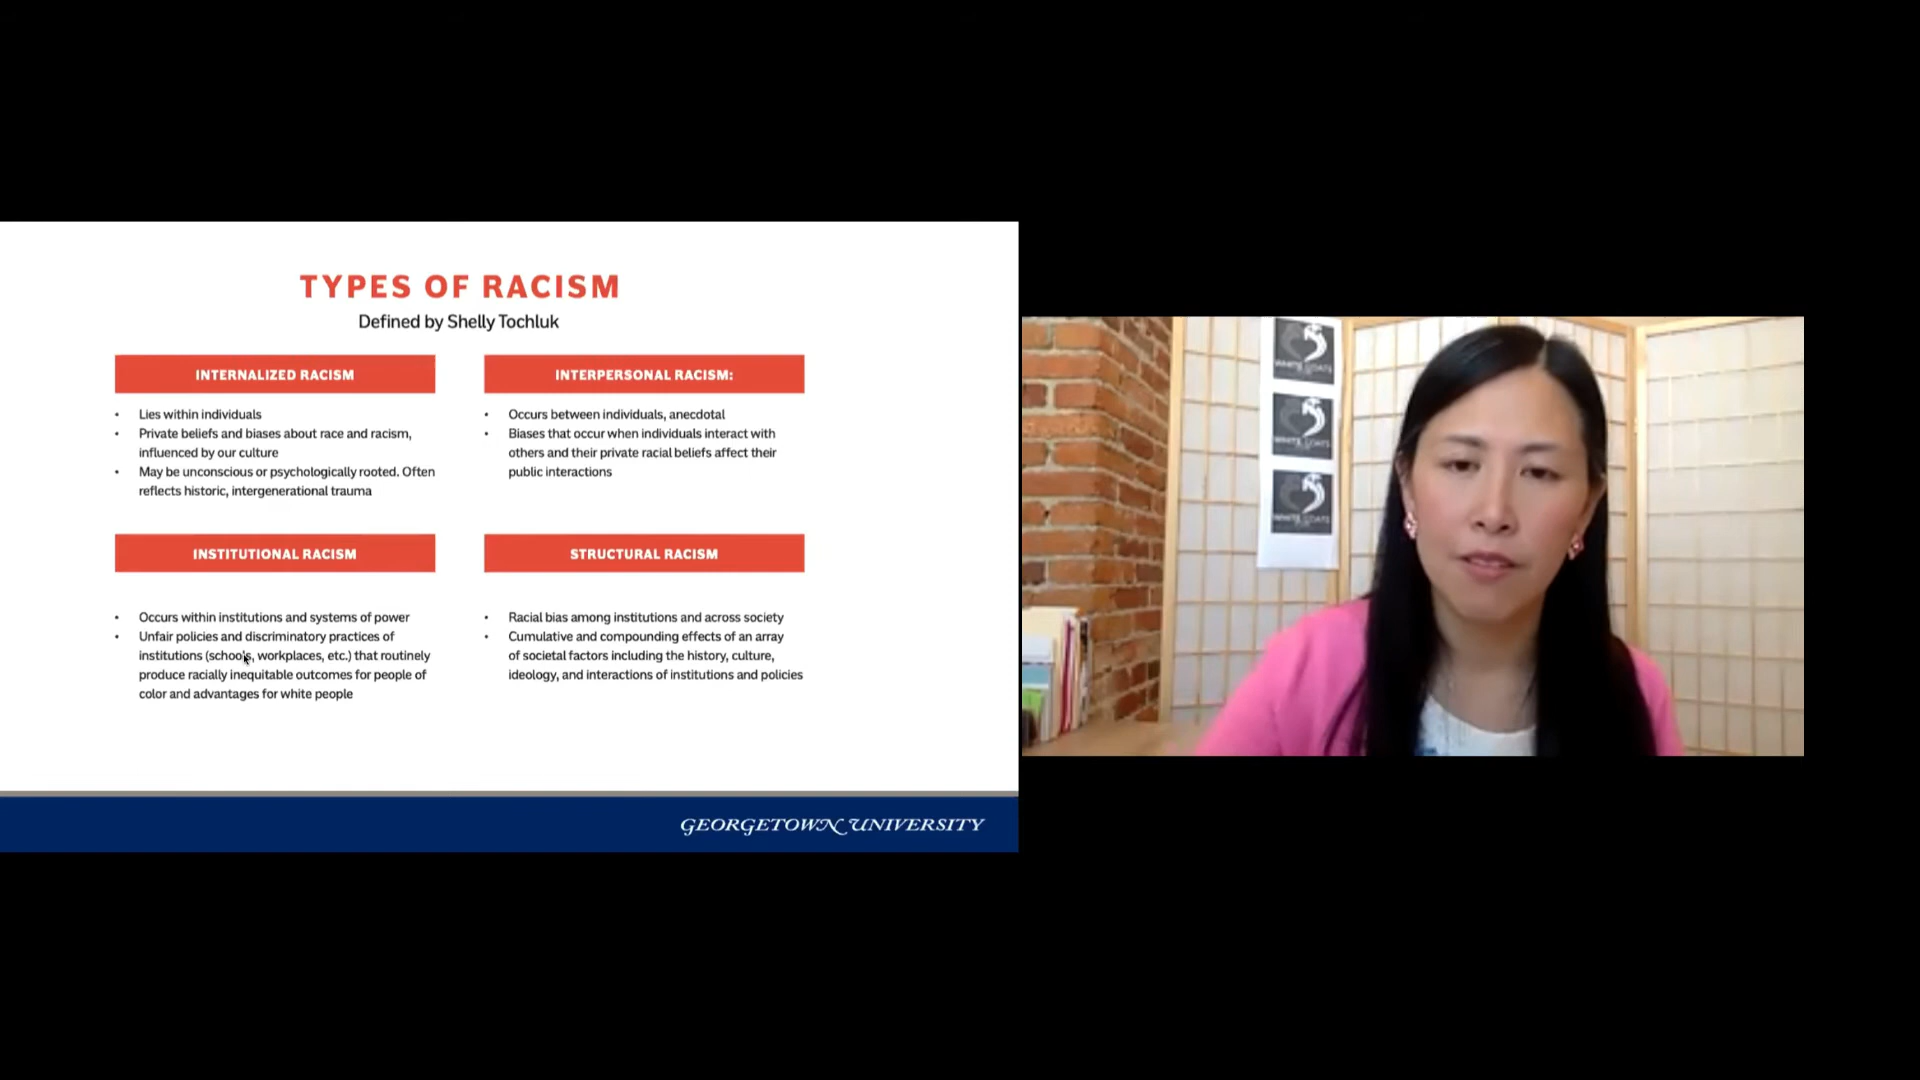 TYPES OF RACISM
Defined by Shelly Tochluk
INTERNALIZED RACISM
• Lies within individuals
• Private beliefs and biases about race and racism,
influenced by our culture
• May be unconscious or psychologically rooted. Often
reflects historic, intergenerational trauma
INTERPERSONAL RACISM:
• Occurs between individuals, anecdotal
• Biases that occur when individuals interact with
others and their private racial beliefs affect their
public interactions
INSTITUTIONAL RACISM
• Occurs within institutions and systems of power
• Unfair policies and discriminatory practices of
institutions (schools, workplaces, etc.) that routinely
produce racially inequitable outcomes for people of
color and advantages for white people
STRUCTURAL RACISM
• Racial bias among institutions and across society
• Cumulative and compounding effects of an array
of societal factors including the history, culture,
ideology, and interactions of institutions and policies
GEORGETOWN UNIVERSITY
WHITE COATS
WHITE COATS
WHITE COATS